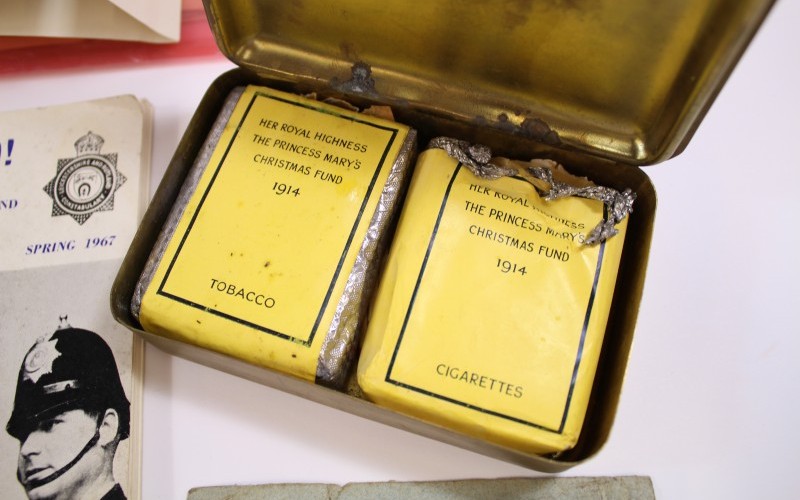 !
ND
SPRING 1967
HER ROYAL HIGHNESS
THE PRINCESS MARY'S
CHRISTMAS FUND
1914
TOBACCO
HER ROYAL HIGHNESS
THE PRINCESS MARY'S
CHRISTMAS FUND
1914
CIGARETTES